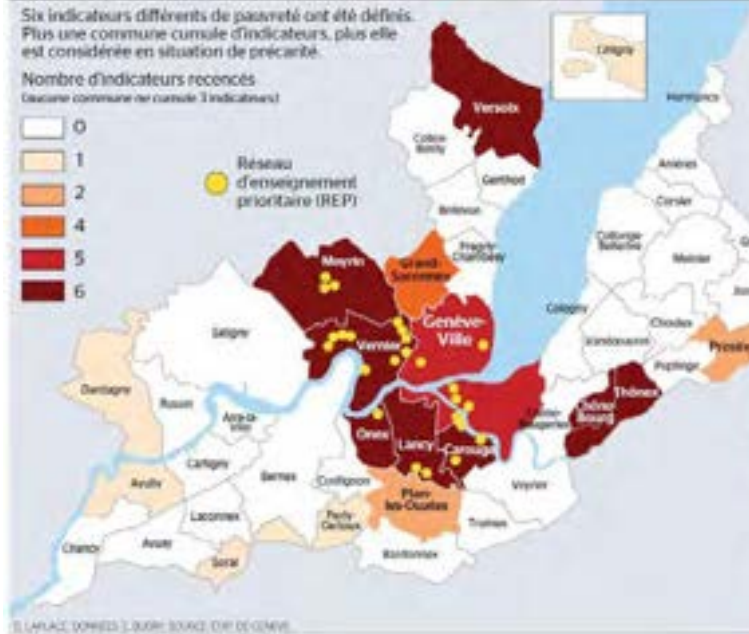 Six indicateurs différents de pauvreté ont été définis.
Plus une commune cumule d'indicateurs, plus elle
est considérée en situation de précarité.
Nombre d'indicateurs recencés
(aucune commune ne cumule 3 indicateurs)
0
1
2
4
5
6
Réseau
d'enseignement
prioritaire (REP)
Céligny
Versoix
Hermance
Collex-
Bossy
Genthod
Bellevue
Pregny-
Chambésy
Anières
Corsier
Collonge-
Bellerive
Meinier
Meyrin
Grand-
Saconnex
Genève-
Ville
Vernier
Cologny
Vandœuvres
Choulex
Puplinge
Presin
Satigny
Dardagny
Russin
Aire-la-
Ville
Thônex
Chêne-
Bourg
Chêne-
Bougeries
Onex
Lancy
Carouge
Cartigny
Bernex
Confignon
Veyrier
Avully
Laconnex
Perly-
Certoux
Plan-
les-Ouates
Troinex
Chancy
Avusy
Soral
Bardonnex